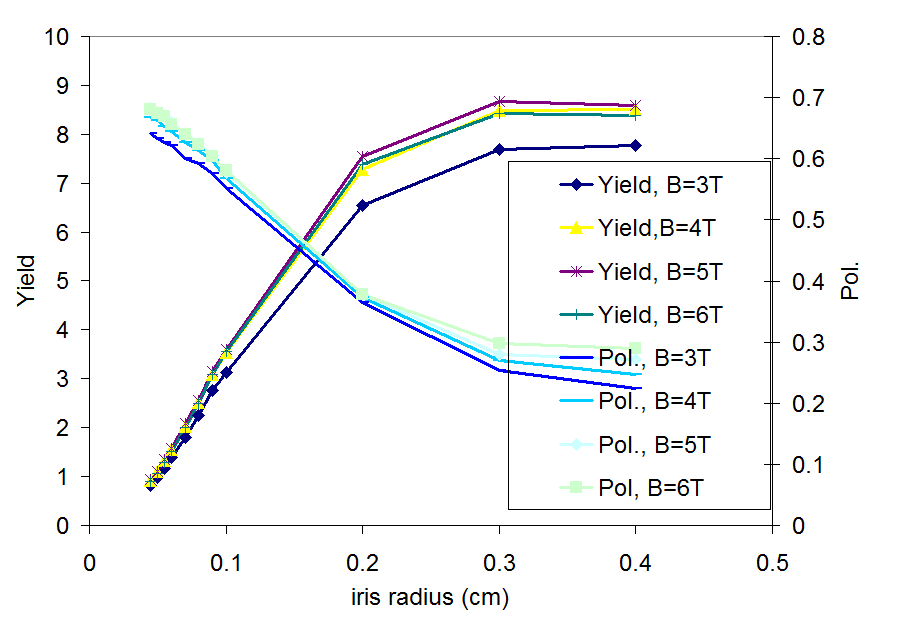 10
9
8
7
6
5
4
3
2
1
0
Yield
0.8
0.7
0.6
0.5
0.4
0.3
0.2
0.1
0
Pol.
Yield, B=3T
Yield,B=4T
Yield, B=5T
Yield, B=6T
Pol., B=3T
Pol., B=4T
Pol., B=5T
Pol, B=6T
0 0.1 0.2 0.3 0.4 0.5
iris radius (cm)